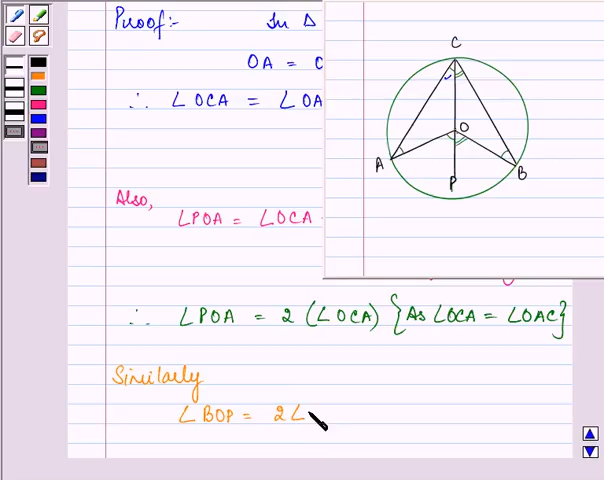 Proof:- In Δ
OA = O
∴ ∠OCA = ∠OA
Also,
∠POA = ∠OCA
∴ ∠POA = 2 (∠OCA) {As ∠OCA = ∠OAC}
Similarly
∠BOP = 2∠
C
O
A
B
P